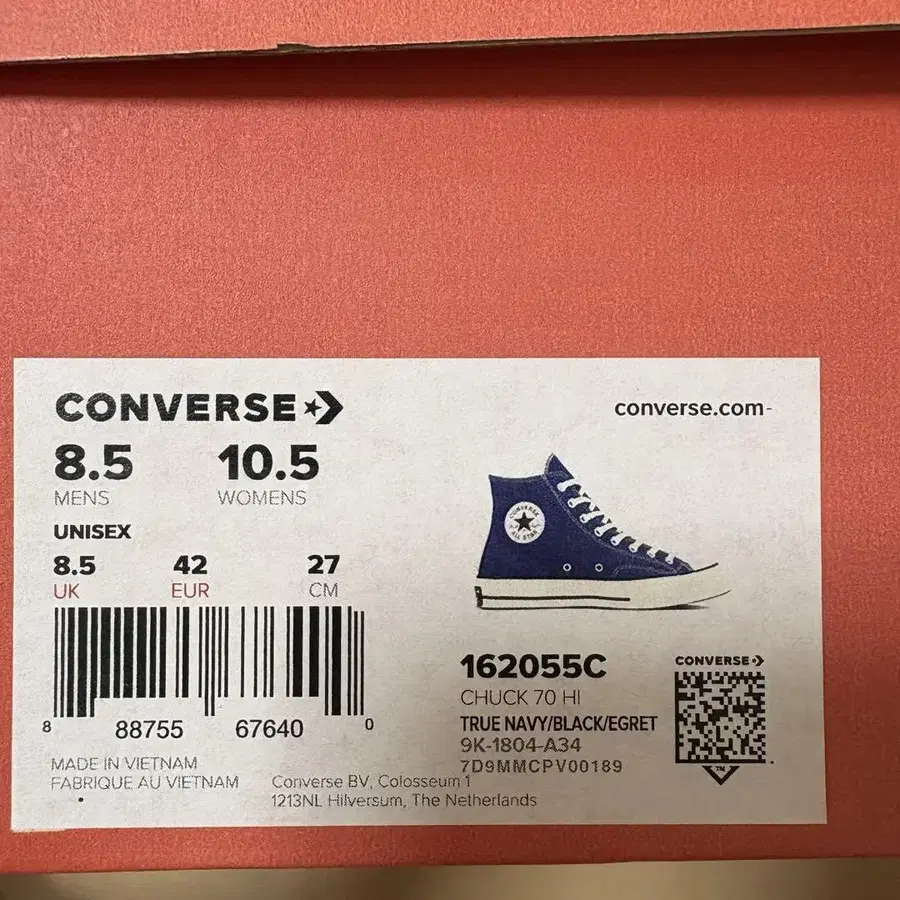 CONVERSE
converse.com
8.5 10.5
MENS WOMENS
UNISEX
8.5 42 27
UK EUR CM
CONVERSE
ALL STAR
8 88755 67640 0
162055C
CHUCK 70 HI
TRUE NAVY/BLACK/EGRET
9K-1804-A34
7D9MMCPV00189
CONVERSE
TM
MADE IN VIETNAM
FABRIQUE AU VIETNAM
Converse BV, Colosseum 1
1213NL Hilversum, The Netherlands